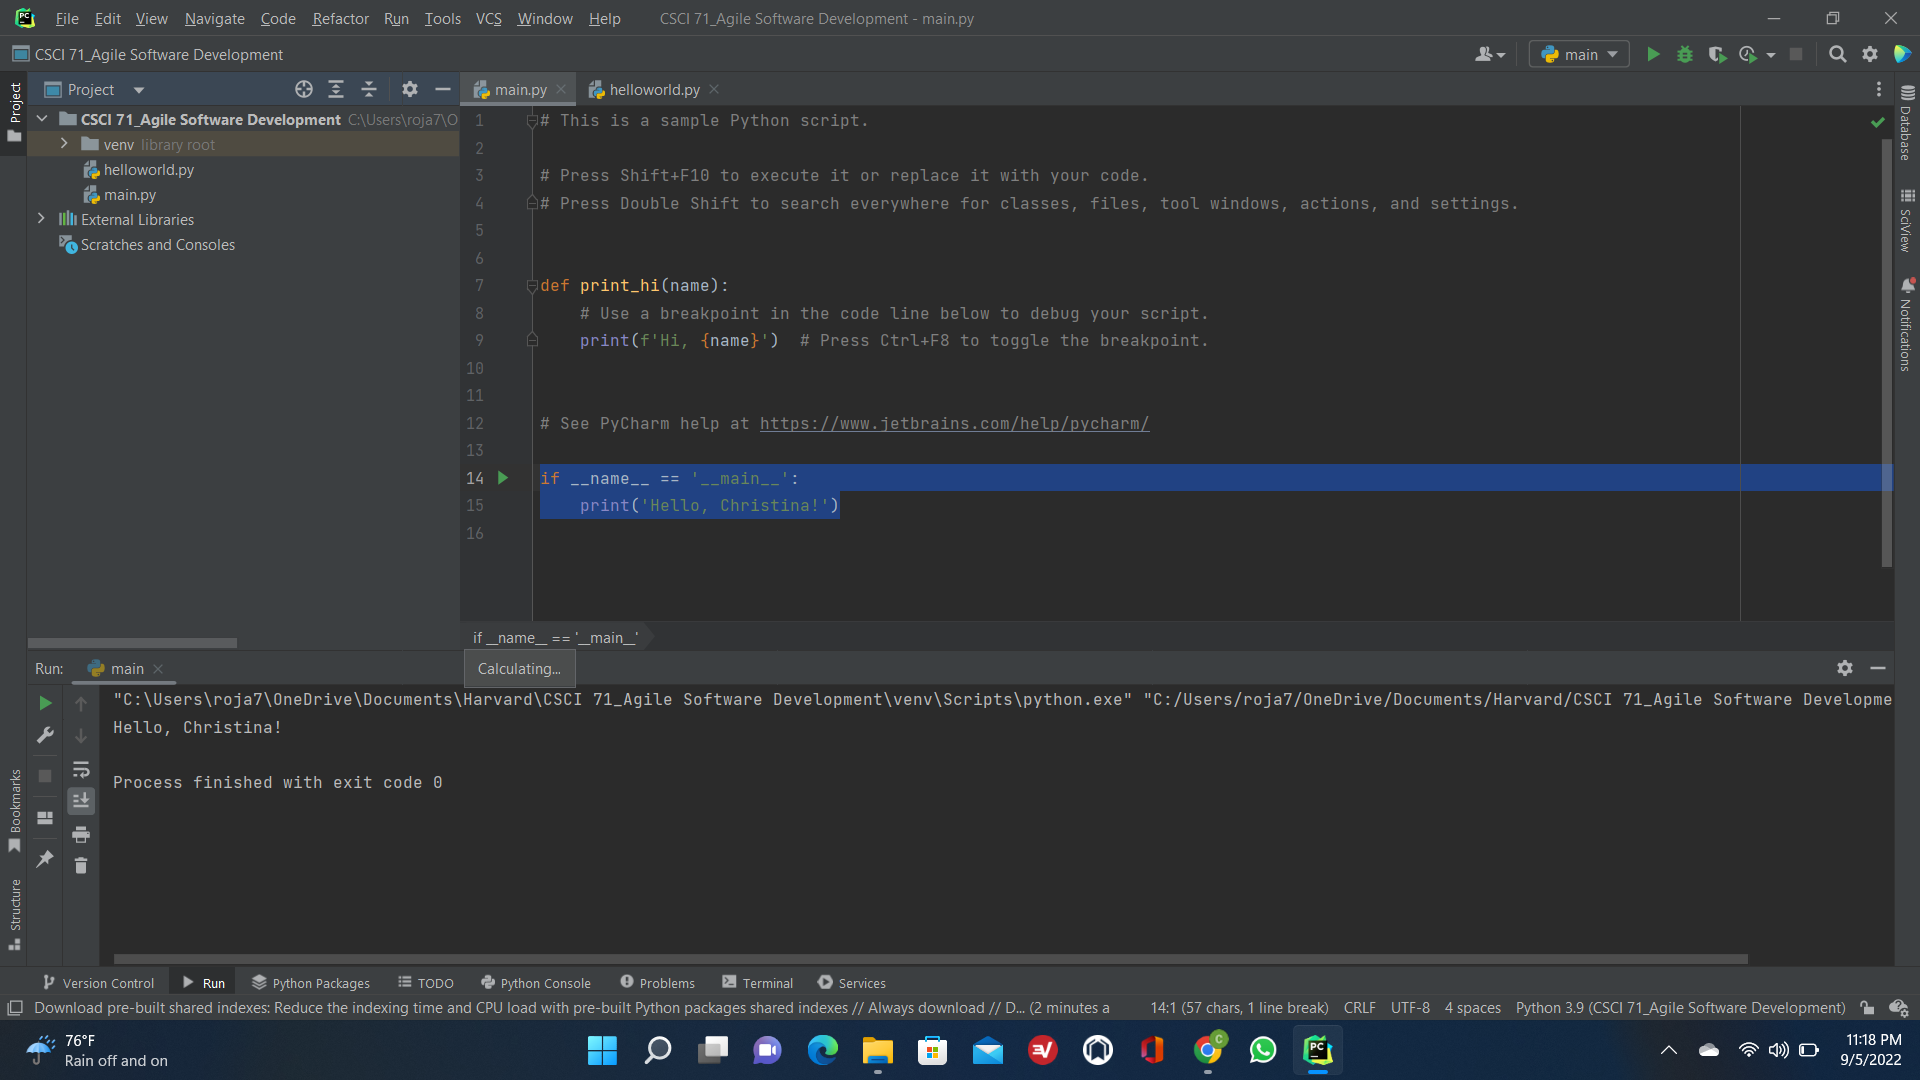 File Edit View Navigate Code Refactor Run Tools VCS Window Help CSCI 71_Agile Software Development - main.py
CSCI 71_Agile Software Development
main
Project
main.py
helloworld.py
Project
CSCI 71_Agile Software Development C:\Users\roja7\O
venv library root
helloworld.py
main.py
External Libraries
Scratches and Consoles
1 # This is a sample Python script.
2
3 # Press Shift+F10 to execute it or replace it with your code.
4 # Press Double Shift to search everywhere for classes, files, tool windows, actions, and settings.
5
6
7 def print_hi(name):
8 # Use a breakpoint in the code line below to debug your script.
9 print(f'Hi, {name}')  # Press Ctrl+F8 to toggle the breakpoint.
10
11
12 # See PyCharm help at https://www.jetbrains.com/help/pycharm/
13
14 if __name__ == '__main__':
15 print('Hello, Christina!')
16
Database
SciView
Notifications
if __name__ == '__main__'
Run: main
Calculating...
"C:\Users\roja7\OneDrive\Documents\Harvard\CSCI 71_Agile Software Development\venv\Scripts\python.exe" "C:/Users/roja7/OneDrive/Documents/Harvard/CSCI 71_Agile Software Developme
Hello, Christina!
Process finished with exit code 0
Bookmarks
Structure
Version Control Run Python Packages TODO Python Console Problems Terminal Services
Download pre-built shared indexes: Reduce the indexing time and CPU load with pre-built Python packages shared indexes // Always download // D... (2 minutes a 14:1 (57 chars, 1 line break) CRLF UTF-8 4 spaces Python 3.9 (CSCI 71_Agile Software Development)
76°F
Rain off and on
PC
C
11:18 PM
9/5/2022